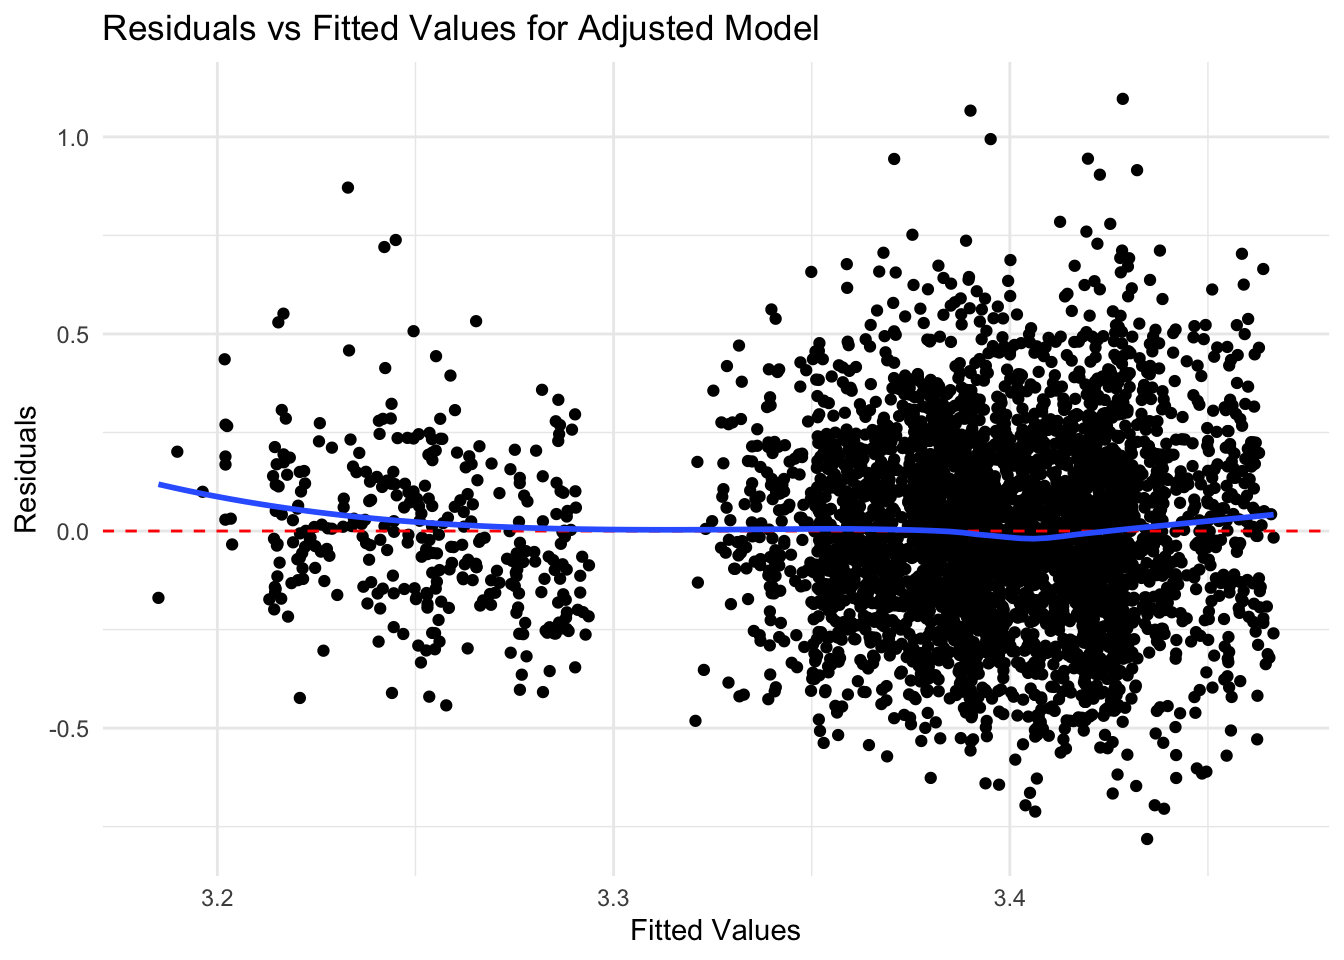 Residuals vs Fitted Values for Adjusted Model
1.0
0.5
0.0
-0.5
Residuals
3.2
3.3
3.4
Fitted Values